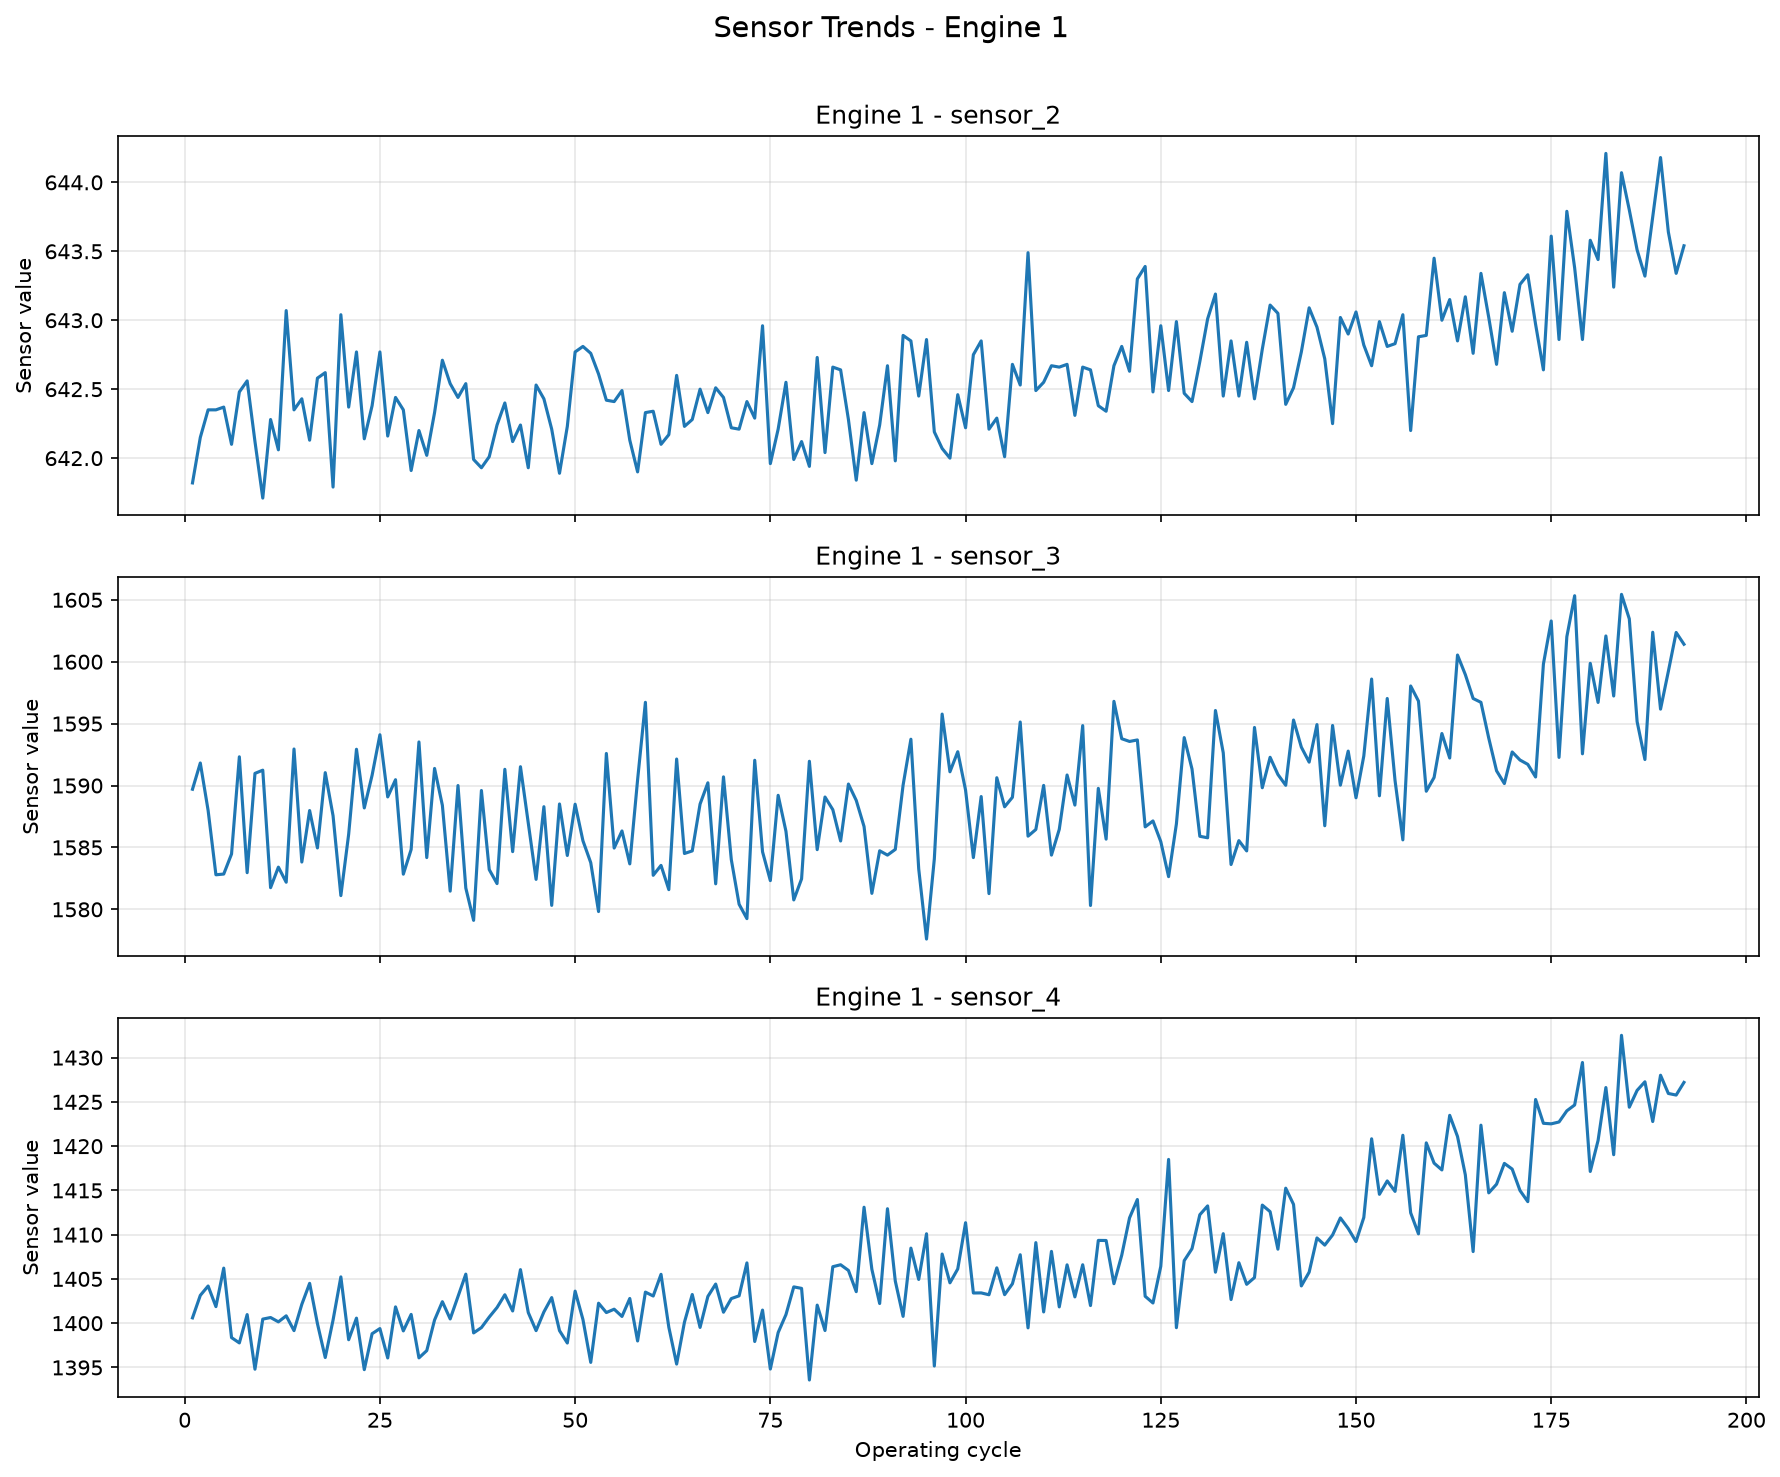 Sensor Trends - Engine 1
Engine 1 - sensor_2
Sensor value
644.0
643.5
643.0
642.5
642.0
Engine 1 - sensor_3
Sensor value
1605
1600
1595
1590
1585
1580
Engine 1 - sensor_4
Sensor value
1430
1425
1420
1415
1410
1405
1400
1395
0 25 50 75 100 125 150 175 200
Operating cycle